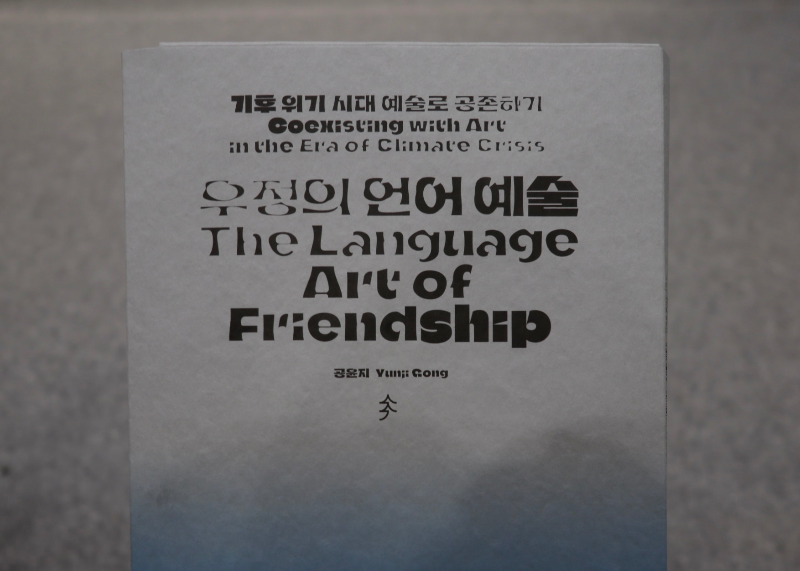 기후 위기 시대 예술로 공존하기
Coexisting with Art
in the Era of Climate Crisis
우정의 언어 예술
The Language
Art of
Friendship
공윤지 Yunji Gong